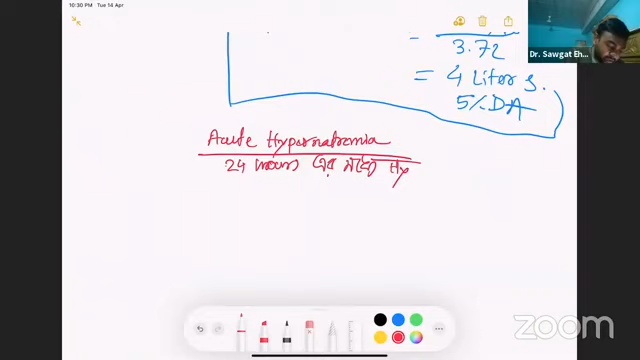 10:30 PM Tue 14 Apr
Dr. Sawgat Eh...
3.72
= 4 Liters.
5% DA
Acute Hypernatremia
24 hours এর মধ্যে Hy
zoom